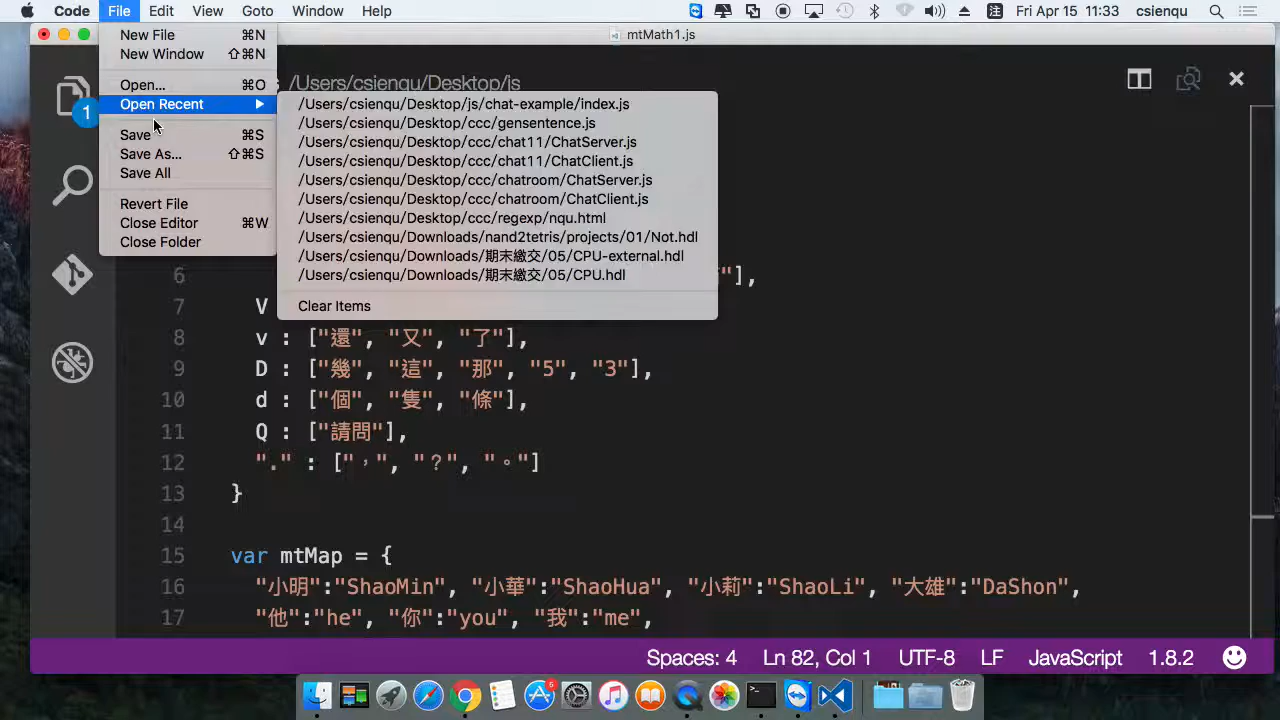 Code File Edit View Goto Window Help 注 Fri Apr 15 11:33 csienqu
mtMath1.js
New File ⌘N
New Window ⇧⌘N
Open... ⌘O
Open Recent ▶
Save ⌘S
Save As... ⇧⌘S
Save All
Revert File
Close Editor ⌘W
Close Folder
/Users/csienqu/Desktop/js
/Users/csienqu/Desktop/js/chat-example/index.js
/Users/csienqu/Desktop/ccc/gensentence.js
/Users/csienqu/Desktop/ccc/chat11/ChatServer.js
/Users/csienqu/Desktop/ccc/chat11/ChatClient.js
/Users/csienqu/Desktop/ccc/chatroom/ChatServer.js
/Users/csienqu/Desktop/ccc/chatroom/ChatClient.js
/Users/csienqu/Desktop/ccc/regexp/nqu.html
/Users/csienqu/Downloads/nand2tetris/projects/01/Not.hdl
/Users/csienqu/Downloads/期末繳交/05/CPU-external.hdl
/Users/csienqu/Downloads/期末繳交/05/CPU.hdl
Clear Items
1
6 "],
7 V
8 v : ["還", "又", "了"],
9 D : ["幾", "這", "那", "5", "3"],
10 d : ["個", "隻", "條"],
11 Q : ["請問"],
12 "." : ["，", "？", "。"]
13 }
14
15 var mtMap = {
16 "小明":"ShaoMin", "小華":"ShaoHua", "小莉":"ShaoLi", "大雄":"DaShon",
17 "他":"he", "你":"you", "我":"me",
Spaces: 4 Ln 82, Col 1 UTF-8 LF JavaScript 1.8.2
6